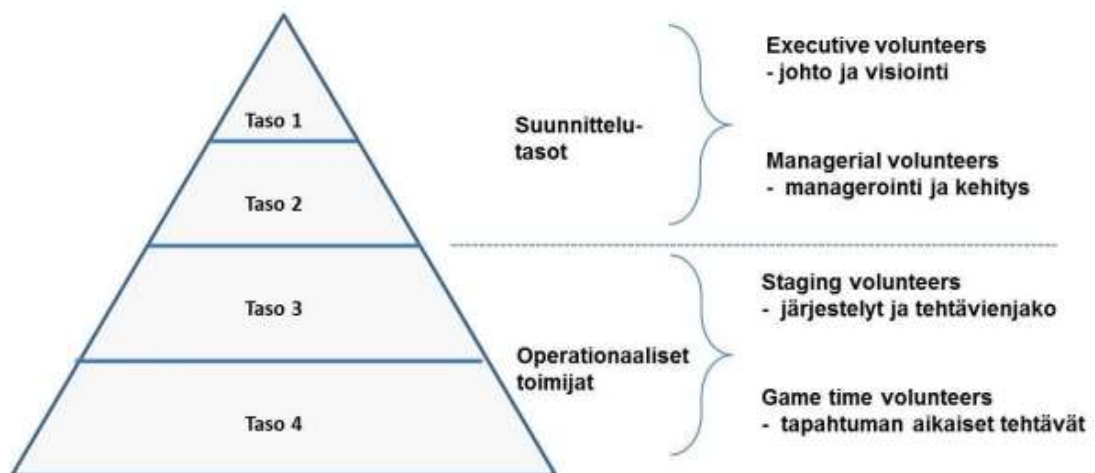 Taso 1
Taso 2
Taso 3
Taso 4
Suunnittelu-
tasot
Operationaaliset
toimijat
Executive volunteers
- johto ja visiointi
Managerial volunteers
- managerointi ja kehitys
Staging volunteers
- järjestelyt ja tehtävienjako
Game time volunteers
- tapahtuman aikaiset tehtävät